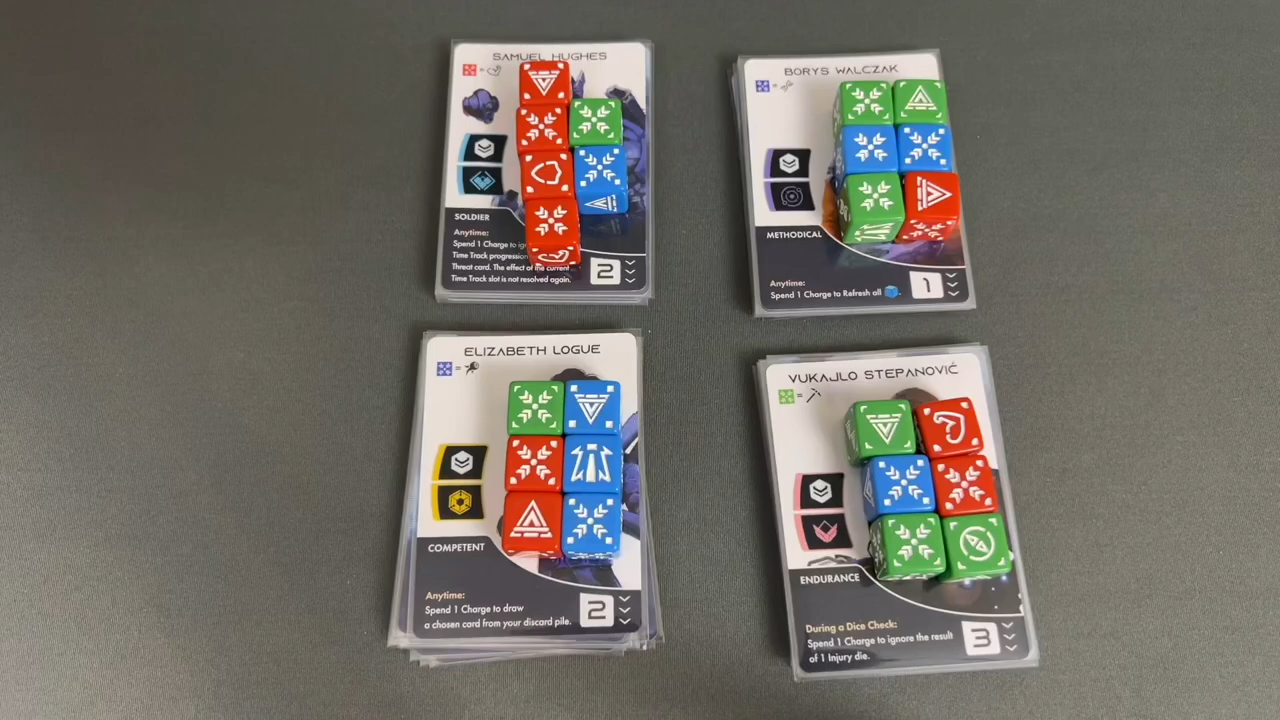 SAMUEL HUGHES
=
SOLDIER
Anytime:
Spend 1 Charge to
Time Track progression
Threat card. The effect of the current
Time Track slot is not resolved again.
2
BORYS WALCZAK
=
METHODICAL
Anytime:
Spend 1 Charge to Refresh all .
1
ELIZABETH LOGUE
=
COMPETENT
Anytime:
Spend 1 Charge to draw
a chosen card from your discard pile.
2
VUKAJLO STEPANOVIĆ
=
ENDURANCE
During a Dice Check:
Spend 1 Charge to ignore the result
of 1 Injury die.
3